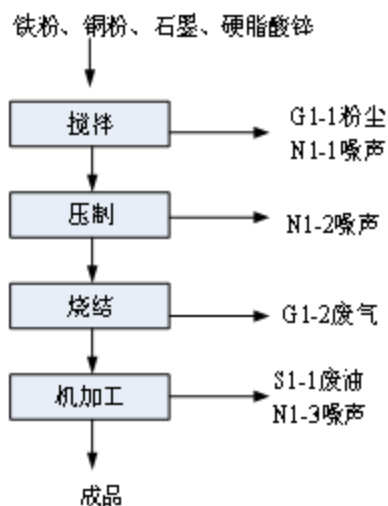 铁粉、铜粉、石墨、硬脂酸锌
搅拌
G1-1粉尘
N1-1噪声
压制
N1-2噪声
烧结
G1-2废气
机加工
S1-1废油
N1-3噪声
成品